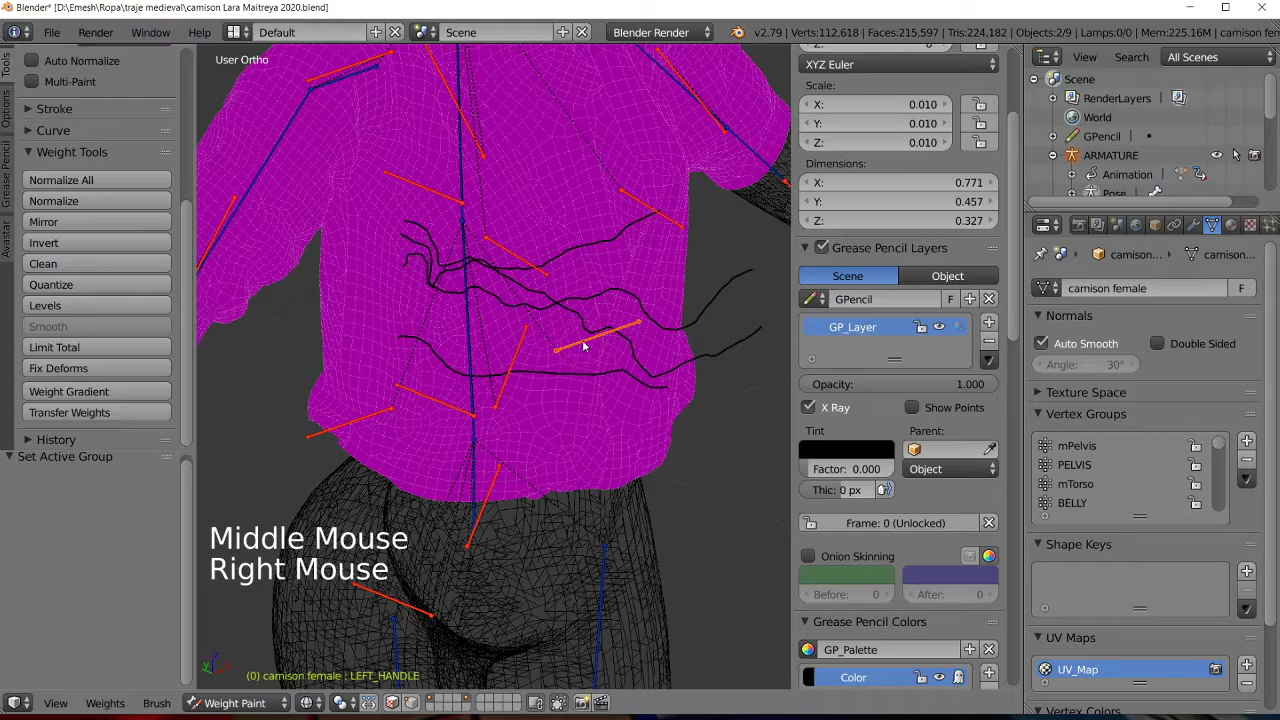 Blender* [D:\Emesh\Ropa\traje medieval\camison Lara Maitreya 2020.blend]
File Render Window Help Default Scene Blender Render v2.79 | Verts:112,618 | Faces:215,597 | Tris:224,182 | Objects:2/9 | Lamps:0/0 | Mem:225.16M | camison fem
Tools
Options
Grease Pencil
Avastar
Auto Normalize
Multi-Paint
Stroke
Curve
Weight Tools
Normalize All
Normalize
Mirror
Invert
Clean
Quantize
Levels
Smooth
Limit Total
Fix Deforms
Weight Gradient
Transfer Weights
History
Set Active Group
User Ortho
Middle Mouse
Right Mouse
(0) camison female : LEFT_HANDLE
View Weights Brush Weight Paint
XYZ Euler
Scale:
X: 0.010
Y: 0.010
Z: 0.010
Dimensions:
X: 0.771
Y: 0.457
Z: 0.327
Grease Pencil Layers
Scene Object
GPencil F
GP_Layer
Opacity: 1.000
X Ray Show Points
Tint Parent:
Factor: 0.000 Object
Thic: 0 px
Frame: 0 (Unlocked)
Onion Skinning
Before: 0 After: 0
Grease Pencil Colors
GP_Palette
Color
View Search All Scenes
Scene
RenderLayers
World
GPencil
ARMATURE
Animation
Pose
camison... camison...
camison female F
Normals
Auto Smooth Double Sided
Angle: 30°
Texture Space
Vertex Groups
mPelvis
PELVIS
mTorso
BELLY
Shape Keys
UV Maps
UV_Map
Vertex Colors